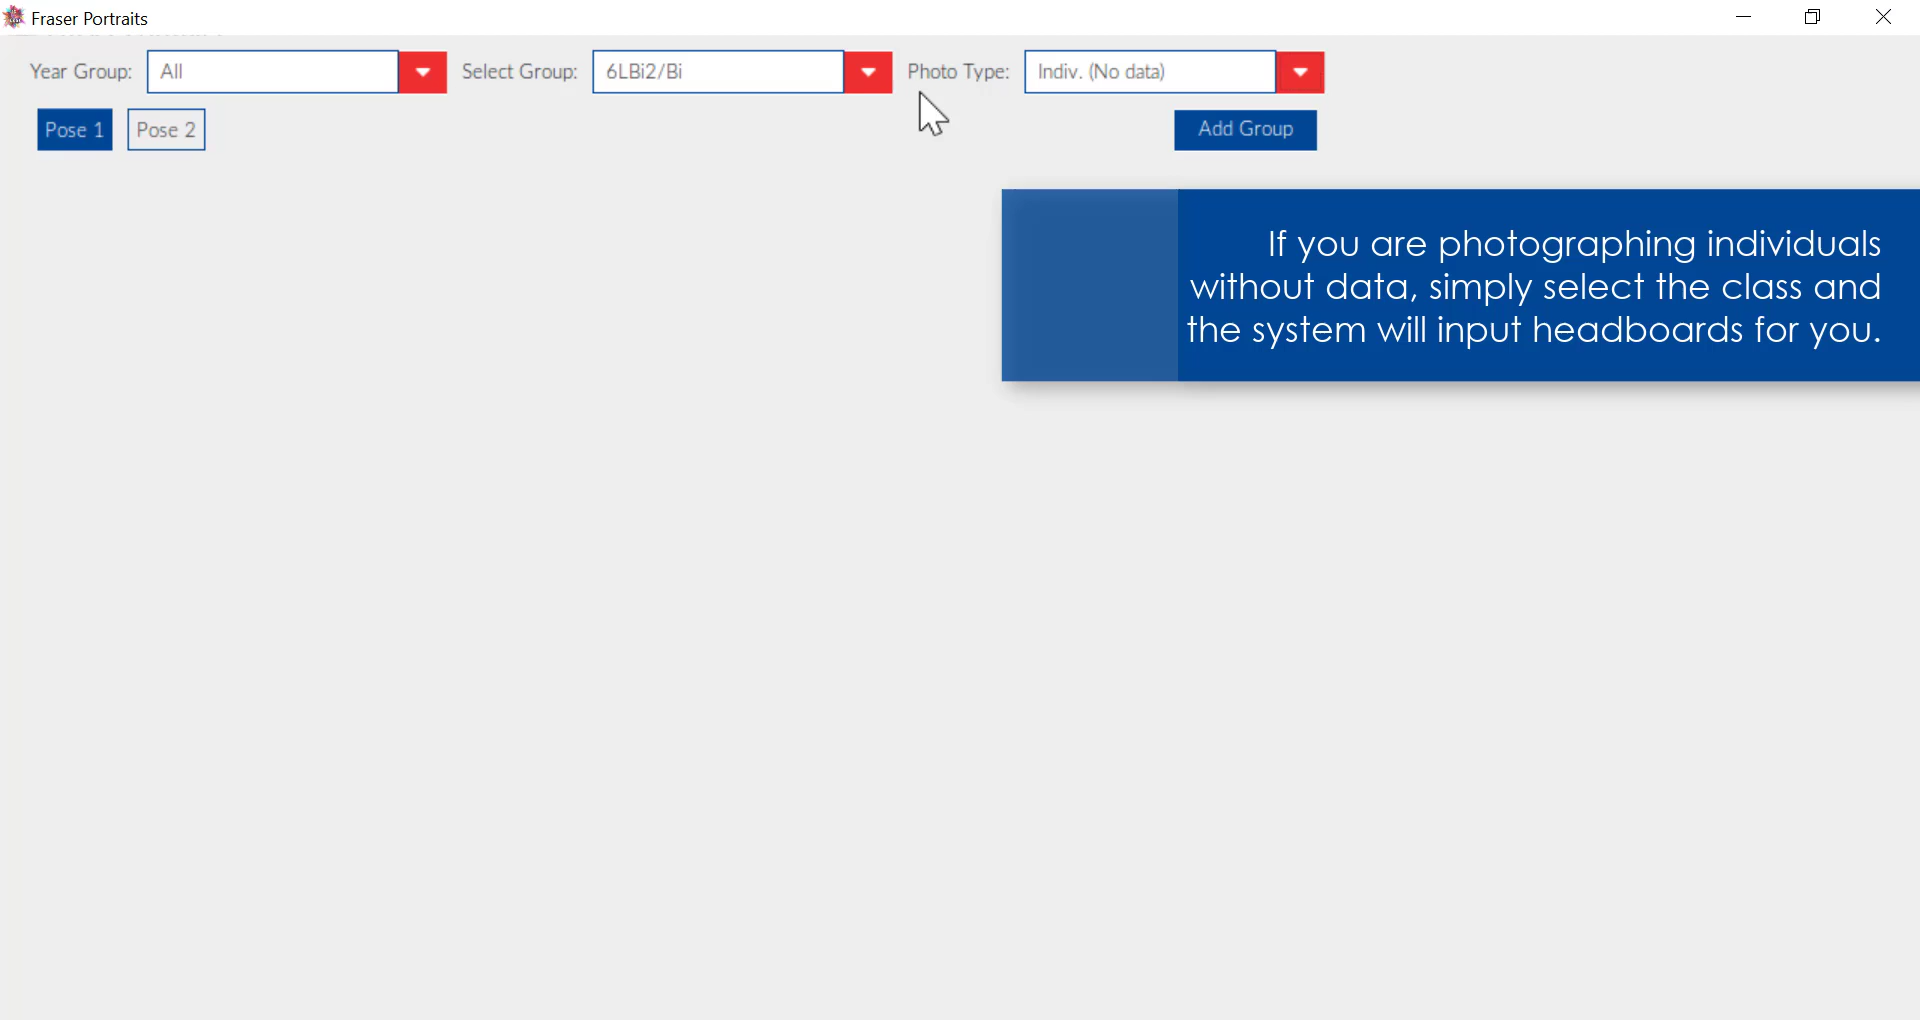 Fraser Portraits
Year Group: All Select Group: 6LBi2/Bi Photo Type: Indiv. (No data)
Pose 1 Pose 2 Add Group
If you are photographing individuals
without data, simply select the class and
the system will input headboards for you.